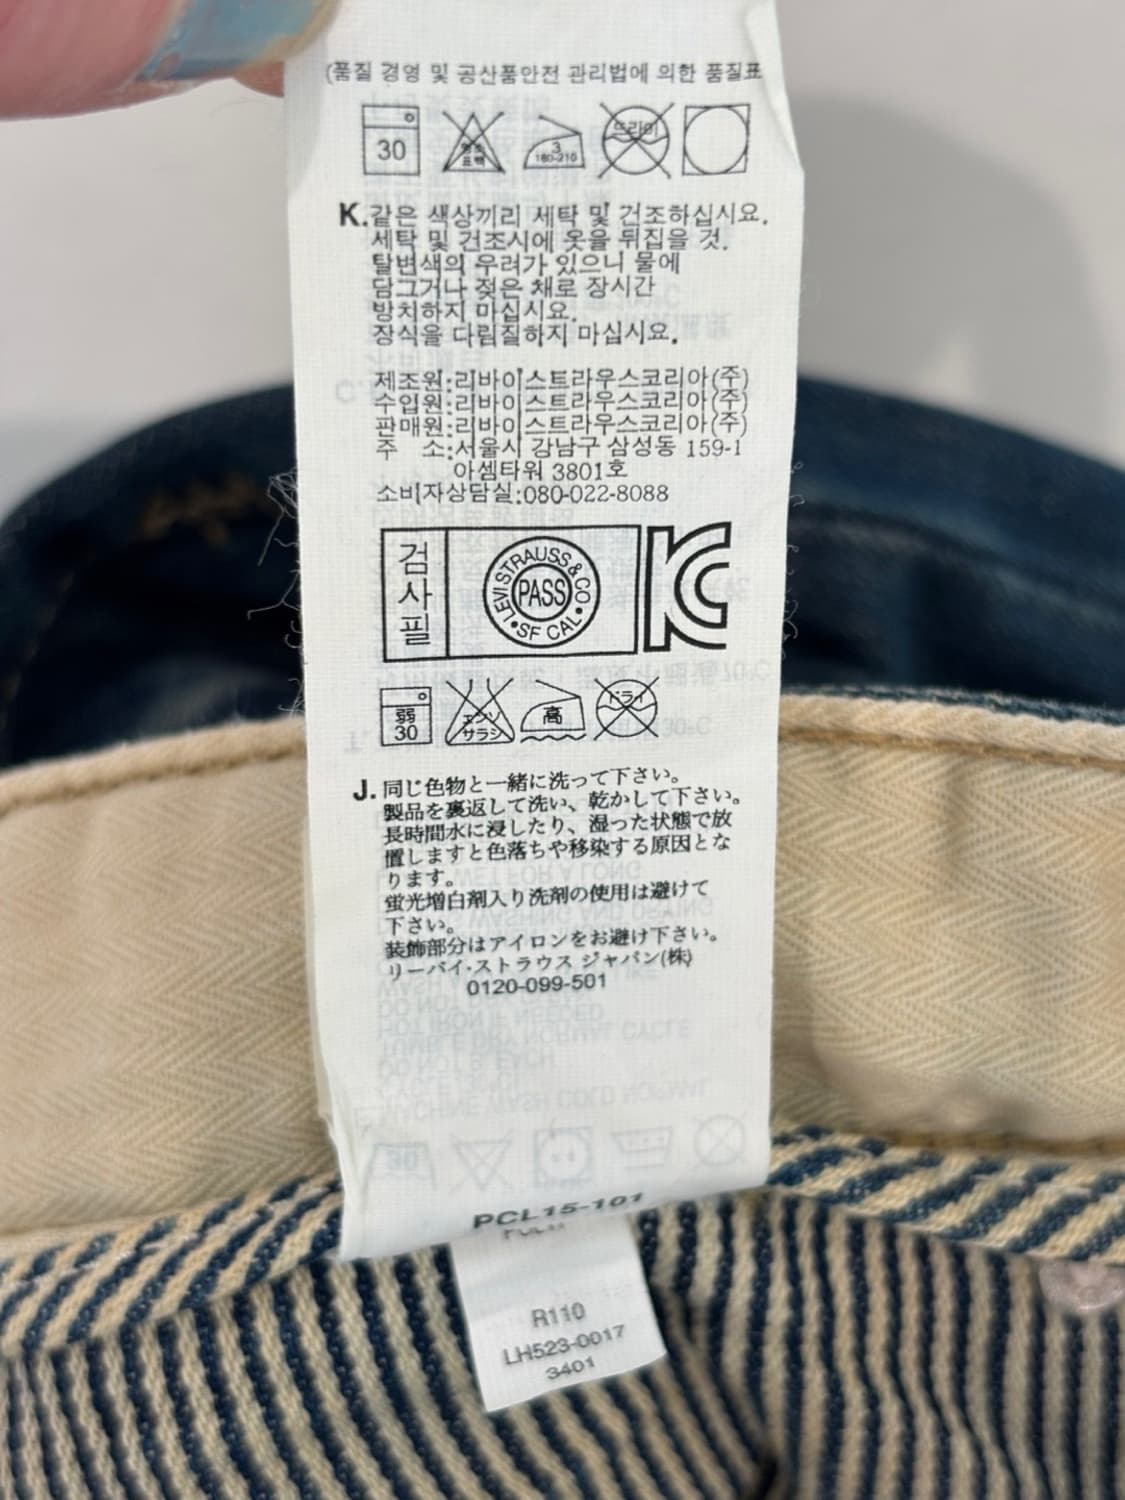 (품질 경영 및 공산품안전 관리법에 의한 품질표
30
염소
표백
3
180-210
드라이
K.같은 색상끼리 세탁 및 건조하십시요.
세탁 및 건조시에 옷을 뒤집을 것.
탈변색의 우려가 있으니 물에
담그거나 젖은 채로 장시간
방치하지 마십시요.
장식을 다림질하지 마십시요.
제조원:리바이스트라우스코리아(주)
수입원:리바이스트라우스코리아(주)
판매원:리바이스트라우스코리아(주)
주 소:서울시 강남구 삼성동 159-1
아셈타워 3801호
소비자상담실:080-022-8088
검사필
LEVI STRAUSS & CO
PASS
SF CAL
KC
弱
30
エンソ
サラシ
高
ドライ
J. 同じ色物と一緒に洗って下さい。
製品を裏返して洗い、乾かして下さい。
長時間水に浸したり、湿った状態で放
置しますと色落ちや移染する原因とな
ります。
蛍光増白剤入り洗剤の使用は避けて
下さい。
装飾部分はアイロンをお避け下さい。
リーバイ·ストラウス ジャパン(株)
0120-099-501
PCL15-101
R110
LH523-0017
3401